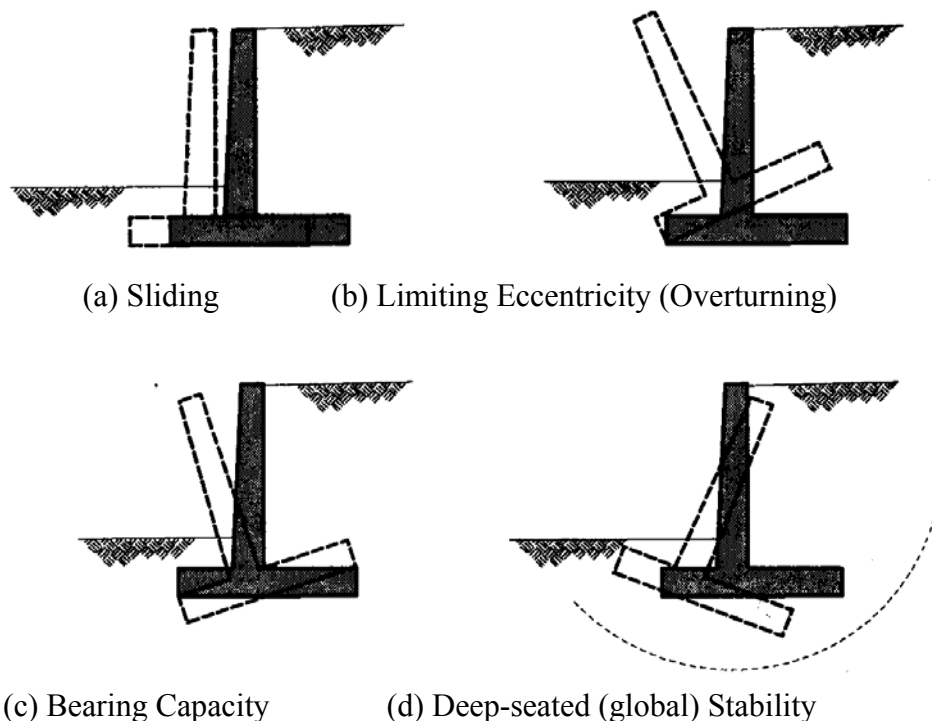 (a) Sliding
(b) Limiting Eccentricity (Overturning)
(c) Bearing Capacity
(d) Deep-seated (global) Stability